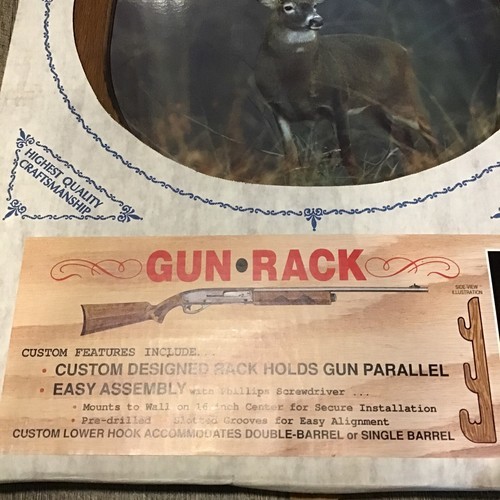 HIGHEST QUALITY
CRAFTSMANSHIP
GUN • RACK
SIDE-VIEW
ILLUSTRATION
CUSTOM FEATURES INCLUDE...
• CUSTOM DESIGNED RACK HOLDS GUN PARALLEL
• EASY ASSEMBLY with Phillips Screwdriver ...
• Mounts to Wall on 16 inch Center for Secure Installation
• Pre-drilled Slotted Grooves for Easy Alignment
CUSTOM LOWER HOOK ACCOMMODATES DOUBLE-BARREL or SINGLE BARREL